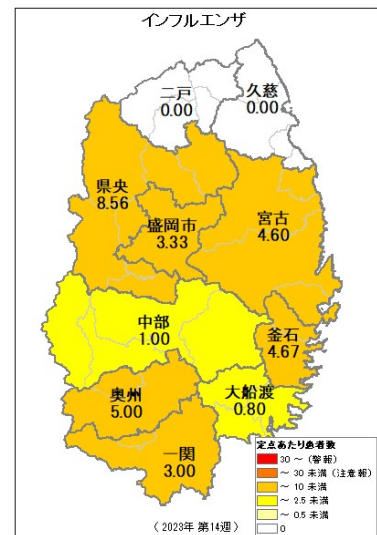 インフルエンザ
二戸
0.00
久慈
0.00
県央
8.56
盛岡市
3.33
宮古
4.60
中部
1.00
釜石
4.67
奥州
5.00
大船渡
0.80
一関
3.00
定点あたり患者数
30 ～ (警報)
～ 30 未満 (注意報)
～ 10 未満
～ 2.5 未満
～ 0.5 未満
0
( 2023年 第14週 )